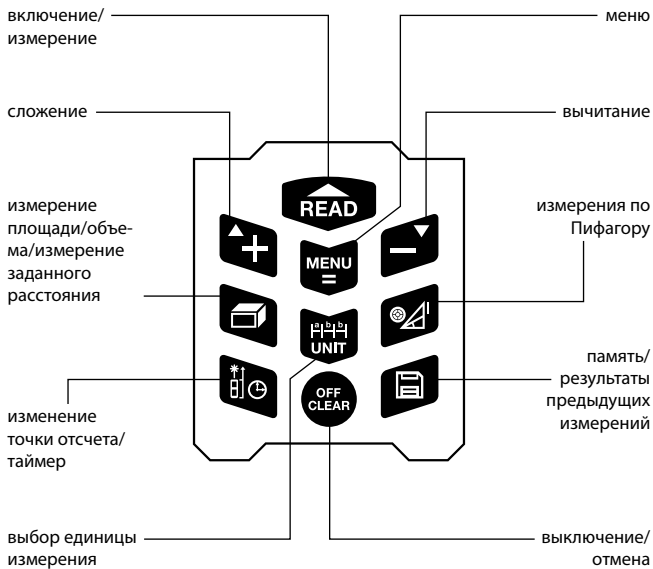 включение/
измерение
меню
сложение
вычитание
READ
измерение
площади/объе-
ма/измерение
заданного
расстояния
измерения по
Пифагору
+
MENU
=
−
a b b
UNIT
память/
результаты
предыдущих
измерений
OFF
CLEAR
изменение
точки отсчета/
таймер
выбор единицы
измерения
выключение/
отмена